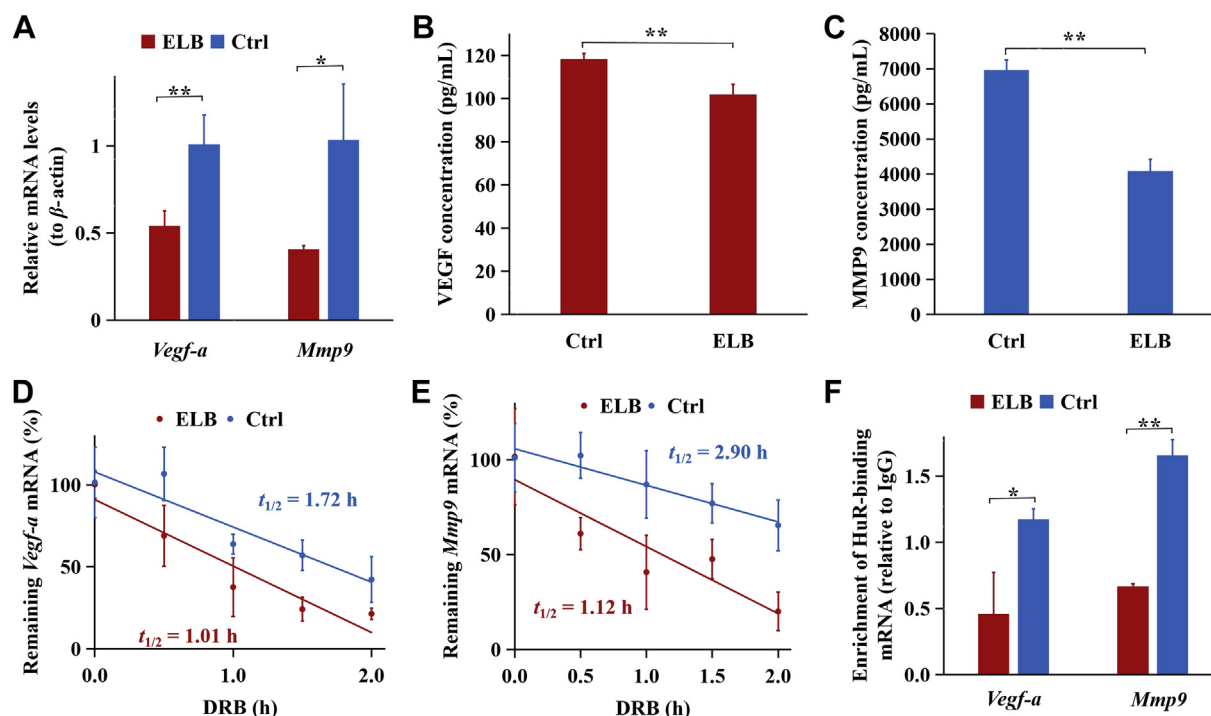 A
ELB Ctrl
Relative mRNA levels
(to β-actin)
1
0.5
0
**
*
Vegf-a Mmp9
B
VEGF concentration (pg/mL)
120
100
80
60
40
20
0
**
Ctrl ELB
C
MMP9 concentration (pg/mL)
8000
7000
6000
5000
4000
3000
2000
1000
0
**
Ctrl ELB
D
ELB Ctrl
Remaining Vegf-a mRNA (%)
100
50
0
t1/2 = 1.72 h
t1/2 = 1.01 h
0.0 1.0 2.0
DRB (h)
E
ELB Ctrl
Remaining Mmp9 mRNA (%)
100
50
0
t1/2 = 2.90 h
t1/2 = 1.12 h
0.0 0.5 1.0 1.5 2.0
DRB (h)
F
ELB Ctrl
Enrichment of HuR-binding
mRNA (relative to IgG)
1.5
1.0
0.5
0.0
*
**
Vegf-a Mmp9